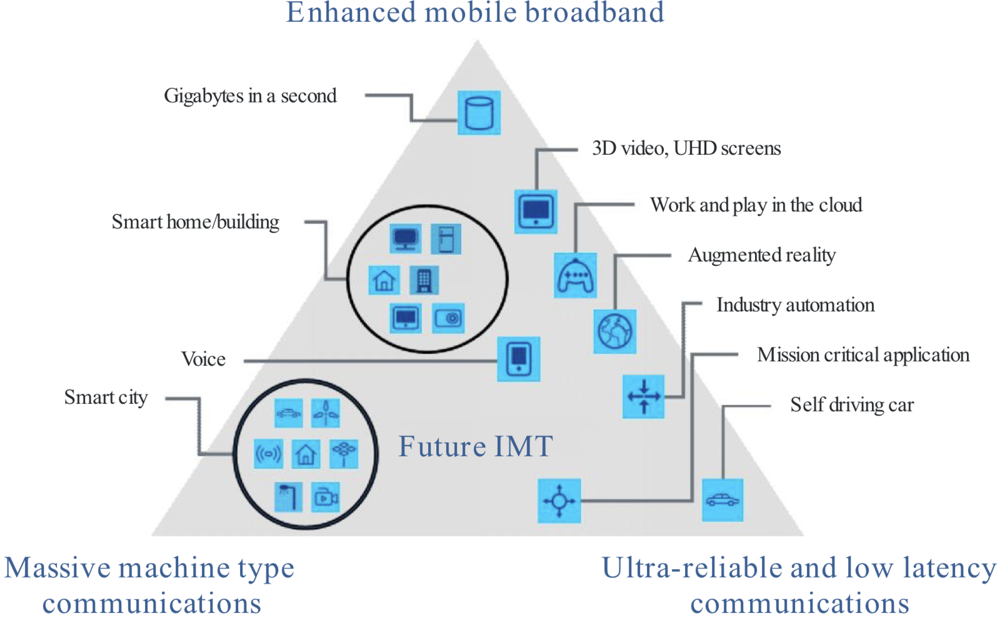 Enhanced mobile broadband
Gigabytes in a second
3D video, UHD screens
Work and play in the cloud
Smart home/building
Augmented reality
Industry automation
Mission critical application
Voice
Smart city
Self driving car
Future IMT
Massive machine type
communications
Ultra-reliable and low latency
communications